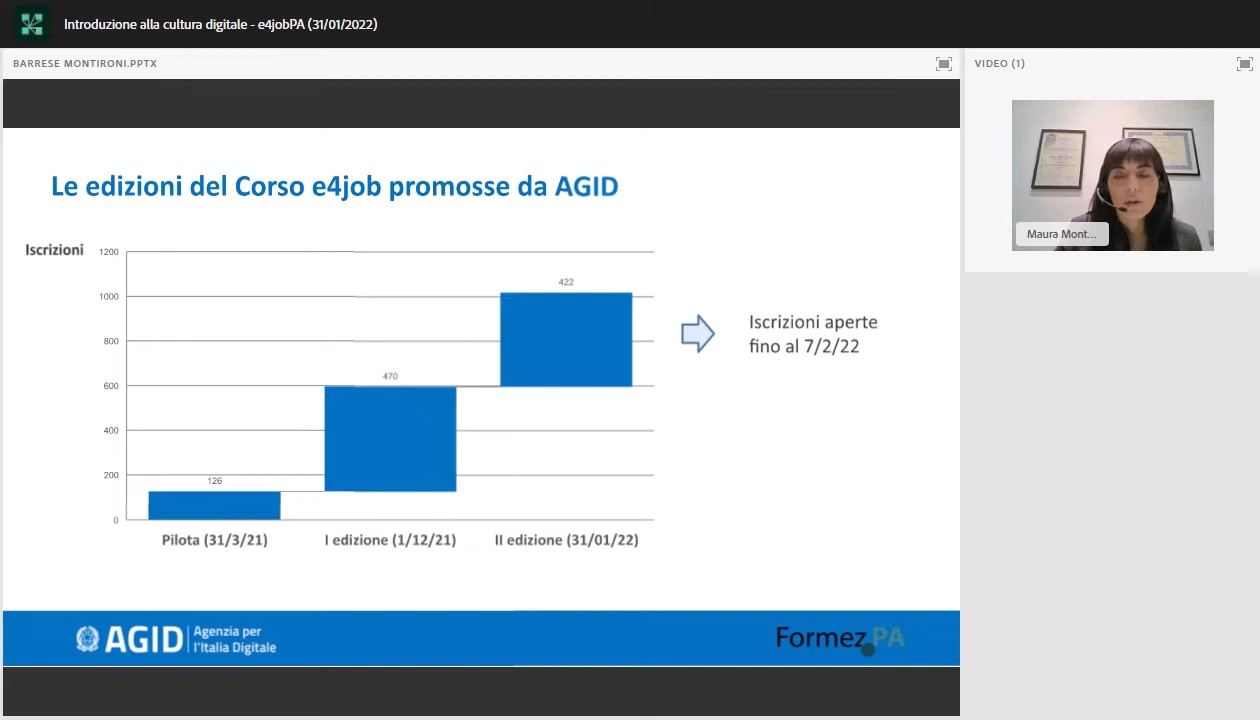 Introduzione alla cultura digitale - e4jobPA (31/01/2022)
BARRESE MONTIRONI.PPTX
VIDEO (1)
Maura Mont...
Le edizioni del Corso e4job promosse da AGID
Iscrizioni
1200
1000
800
600
400
200
0
126
470
422
Pilota (31/3/21)
I edizione (1/12/21)
II edizione (31/01/22)
Iscrizioni aperte
fino al 7/2/22
AGID
Agenzia per
l'Italia Digitale
Formez PA